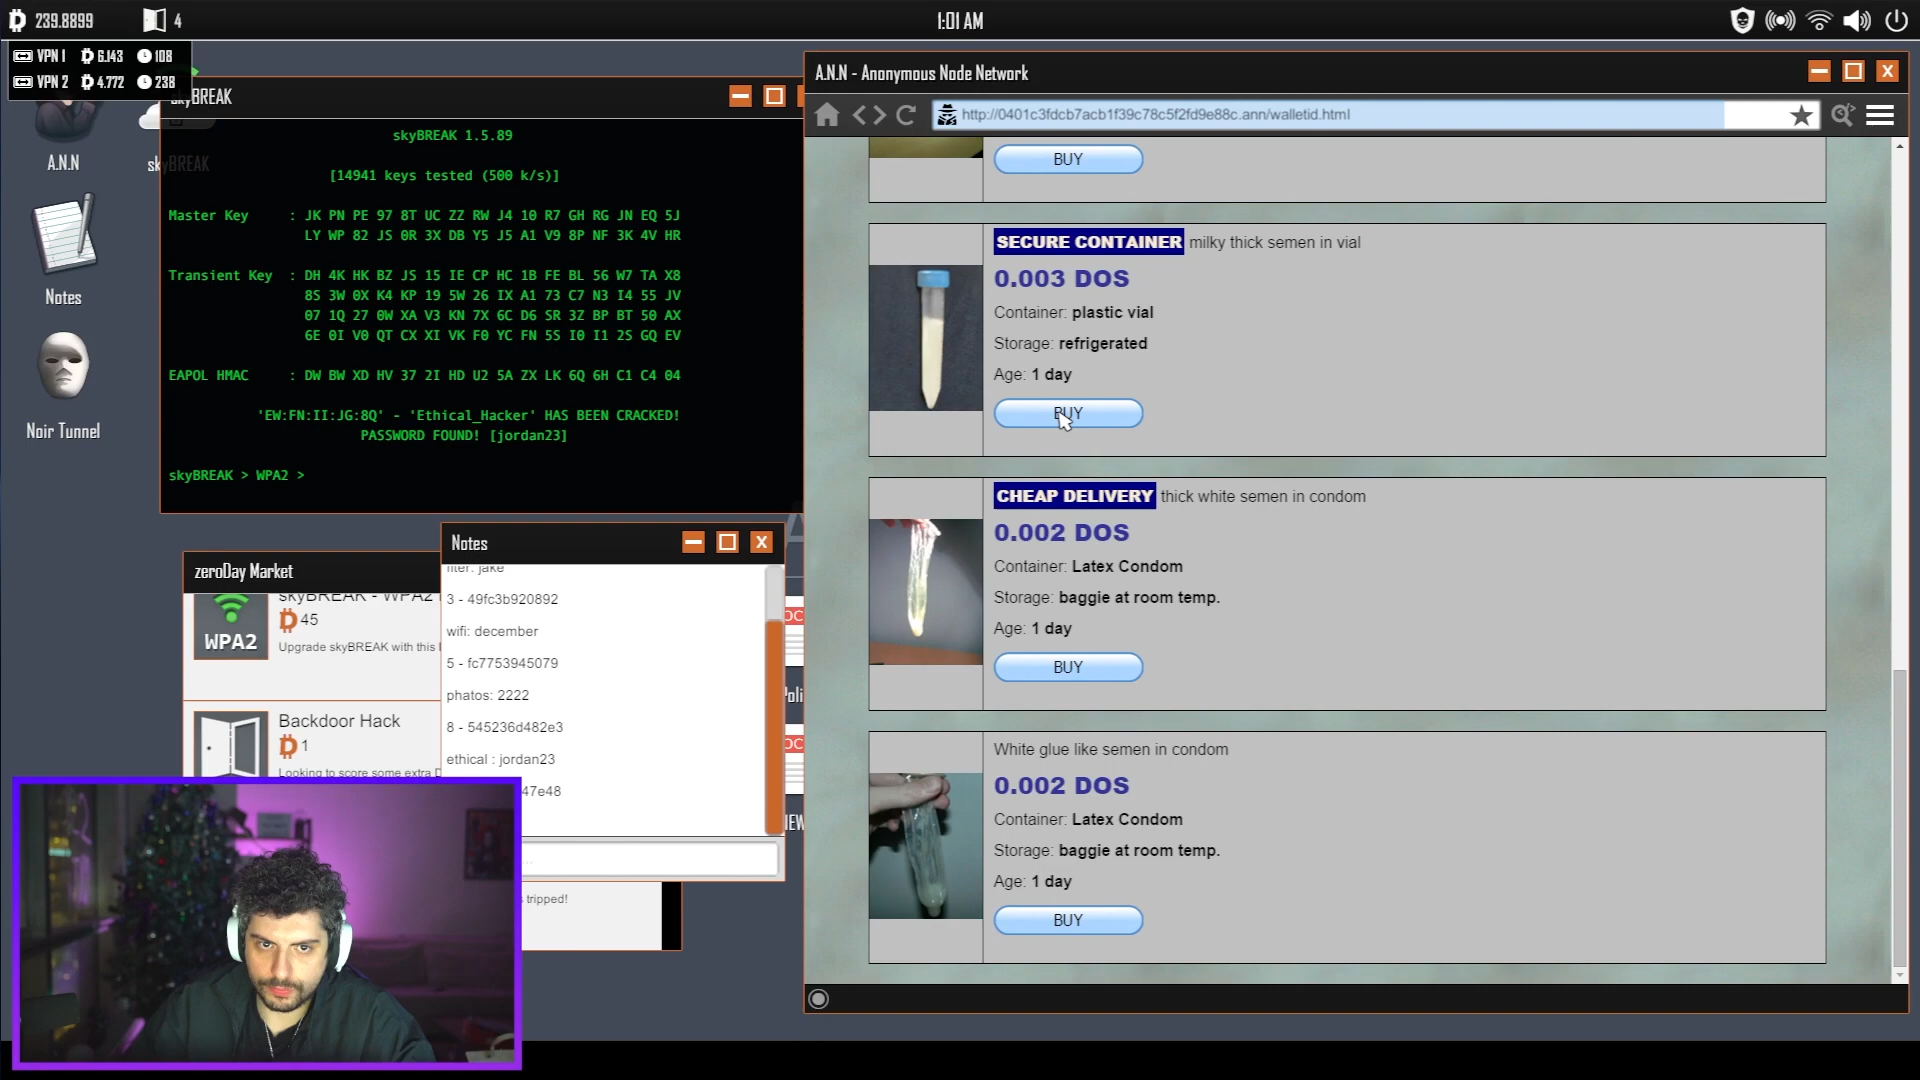 239.8899
4
1:01 AM
VPN 1 6.143 108
VPN 2 4.772 238
A.N.N
Notes
Noir Tunnel
skyBREAK
skyBREAK 1.5.89
[14941 keys tested (500 k/s)]
Master Key : JK PN PE 97 8T UC ZZ RW J4 10 R7 GH RG JN EQ 5J
LY WP 82 JS 0R 3X DB Y5 J5 A1 V9 8P NF 3K 4V HR
Transient Key : DH 4K HK BZ JS 15 IE CP HC 1B FE BL 56 W7 TA X8
8S 3W 0X K4 KP 19 5W 26 IX A1 73 C7 N3 I4 55 JV
07 1Q 27 0W XA V3 KN 7X 6C D6 SR 3Z BP BT 50 AX
6E 0I V0 QT CX XI VK F0 YC FN 5S I0 I1 2S GQ EV
EAPOL HMAC : DW BW XD HV 37 2I HD U2 5A ZX LK 6Q 6H C1 C4 04
'EW:FN:II:JG:8Q' - 'Ethical_Hacker' HAS BEEN CRACKED!
PASSWORD FOUND! [jordan23]
skyBREAK > WPA2 >
zeroDay Market
skyBREAK - WPA2
45
WPA2
Upgrade skyBREAK with this
Backdoor Hack
1
Looking to score some extra
tripped!
Notes
3 - 49fc3b920892
wifi: december
5 - fc7753945079
phatos: 2222
8 - 545236d482e3
ethical : jordan23
47e48
A.N.N - Anonymous Node Network
http://0401c3fdcb7acb1f39c78c5f2fd9e88c.ann/walletid.html
BUY
SECURE CONTAINER milky thick semen in vial
0.003 DOS
Container: plastic vial
Storage: refrigerated
Age: 1 day
BUY
CHEAP DELIVERY thick white semen in condom
0.002 DOS
Container: Latex Condom
Storage: baggie at room temp.
Age: 1 day
BUY
White glue like semen in condom
0.002 DOS
Container: Latex Condom
Storage: baggie at room temp.
Age: 1 day
BUY